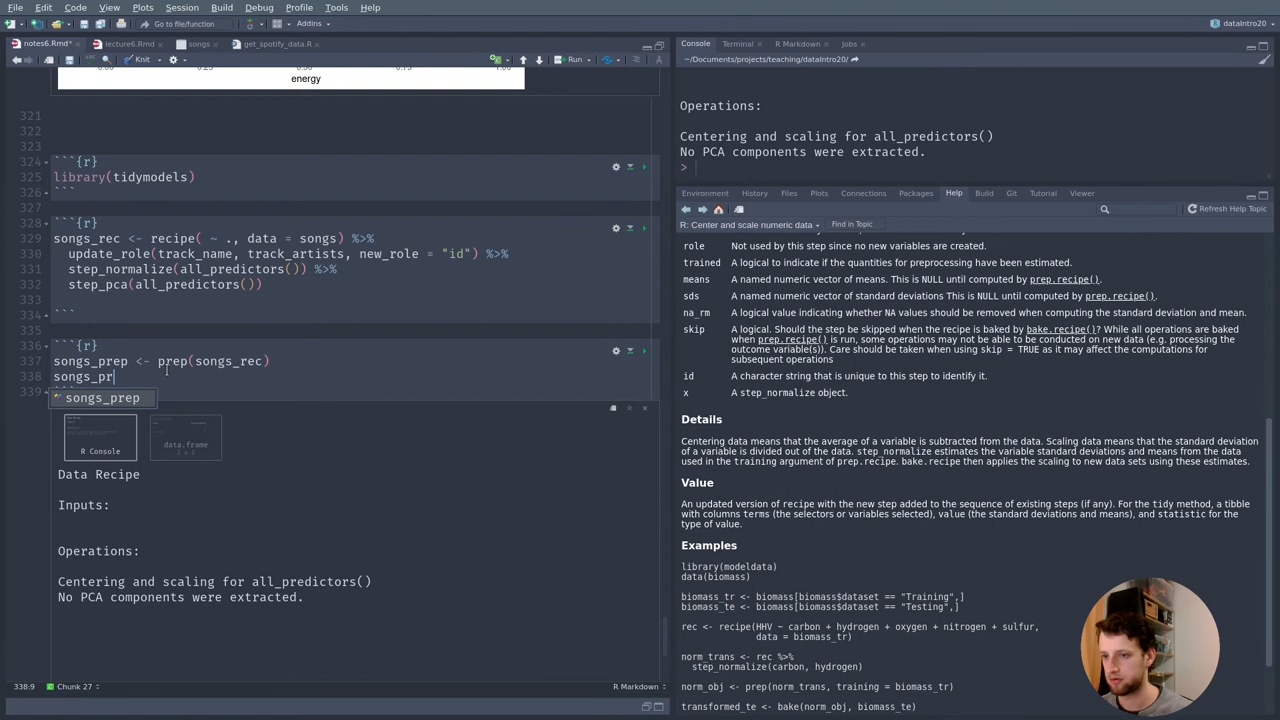 File Edit Code View Plots Session Build Debug Profile Tools Help
Go to file/function Addins dataIntro20
notes6.Rmd* lecture6.Rmd songs get_spotify_data.R
Knit Run
0.00 0.25 0.50 0.75 1.00
energy
321
322
323
324 ```{r}
325 library(tidymodels)
326 ```
327
328 ```{r}
329 songs_rec <- recipe( ~ ., data = songs) %>%
330 update_role(track_name, track_artists, new_role = "id") %>%
331 step_normalize(all_predictors()) %>%
332 step_pca(all_predictors())
333
334 ```
335
336 ```{r}
337 songs_prep <- prep(songs_rec)
338 songs_pr
339 ```
songs_prep
R Console
data.frame
2 x 2
Data Recipe
Inputs:
Operations:
Centering and scaling for all_predictors()
No PCA components were extracted.
338:9 Chunk 27 R Markdown
Console Terminal R Markdown Jobs
~/Documents/projects/teaching/dataIntro20/
Operations:
Centering and scaling for all_predictors()
No PCA components were extracted.
>
Environment History Files Plots Connections Packages Help Build Git Tutorial Viewer
Refresh Help Topic
R: Center and scale numeric data Find in Topic
role Not used by this step since no new variables are created.
trained A logical to indicate if the quantities for preprocessing have been estimated.
means A named numeric vector of means. This is NULL until computed by prep.recipe().
sds A named numeric vector of standard deviations This is NULL until computed by prep.recipe().
na_rm A logical value indicating whether NA values should be removed when computing the standard deviation and mean.
skip A logical. Should the step be skipped when the recipe is baked by bake.recipe()? While all operations are baked
when prep.recipe() is run, some operations may not be able to be conducted on new data (e.g. processing the
outcome variable(s)). Care should be taken when using skip = TRUE as it may affect the computations for
subsequent operations
id A character string that is unique to this step to identify it.
x A step_normalize object.
Details
Centering data means that the average of a variable is subtracted from the data. Scaling data means that the standard deviation
of a variable is divided out of the data. step_normalize estimates the variable standard deviations and means from the data
used in the training argument of prep.recipe. bake.recipe then applies the scaling to new data sets using these estimates.
Value
An updated version of recipe with the new step added to the sequence of existing steps (if any). For the tidy method, a tibble
with columns terms (the selectors or variables selected), value (the standard deviations and means), and statistic for the
type of value.
Examples
library(modeldata)
data(biomass)
biomass_tr <- biomass[biomass$dataset == "Training",]
biomass_te <- biomass[biomass$dataset == "Testing",]
rec <- recipe(HHV ~ carbon + hydrogen + oxygen + nitrogen + sulfur,
data = biomass_tr)
norm_trans <- rec %>%
step_normalize(carbon, hydrogen)
norm_obj <- prep(norm_trans, training = biomass_tr)
transformed_te <- bake(norm_obj, biomass_te)